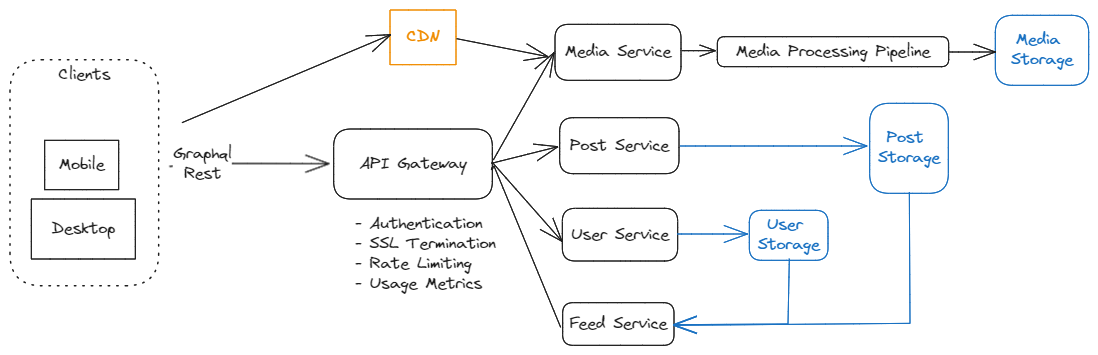 Clients
Mobile
Desktop
- Graphql
Rest
CDN
API Gateway
- Authentication
- SSL Termination
- Rate Limiting
- Usage Metrics
Media Service
Media Processing Pipeline
Media
Storage
Post Service
Post
Storage
User Service
User
Storage
Feed Service